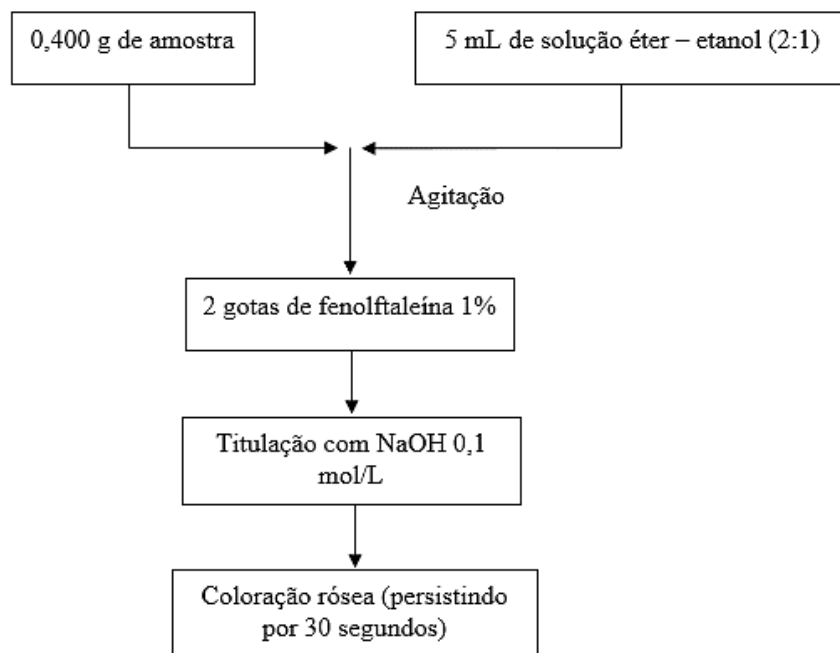 0,400 g de amostra
5 mL de solução éter – etanol (2:1)
Agitação
2 gotas de fenolftaleína 1%
Titulação com NaOH 0,1
mol/L
Coloração rósea (persistindo
por 30 segundos)